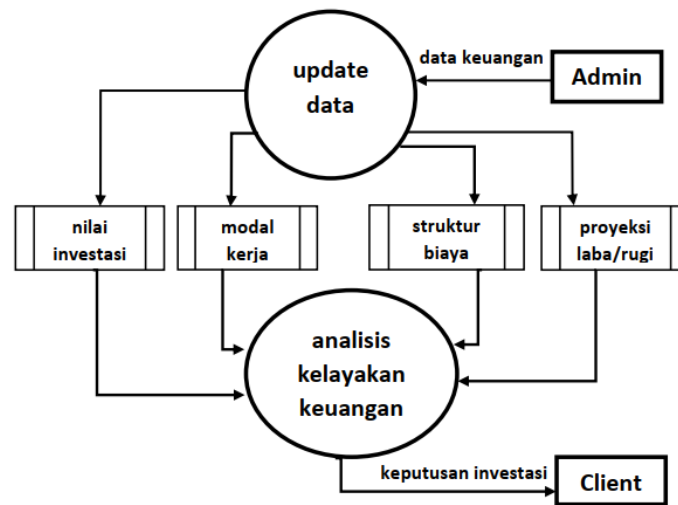 update
data
data keuangan
Admin
nilai
investasi
modal
kerja
struktur
biaya
proyeksi
laba/rugi
analisis
kelayakan
keuangan
keputusan investasi
Client